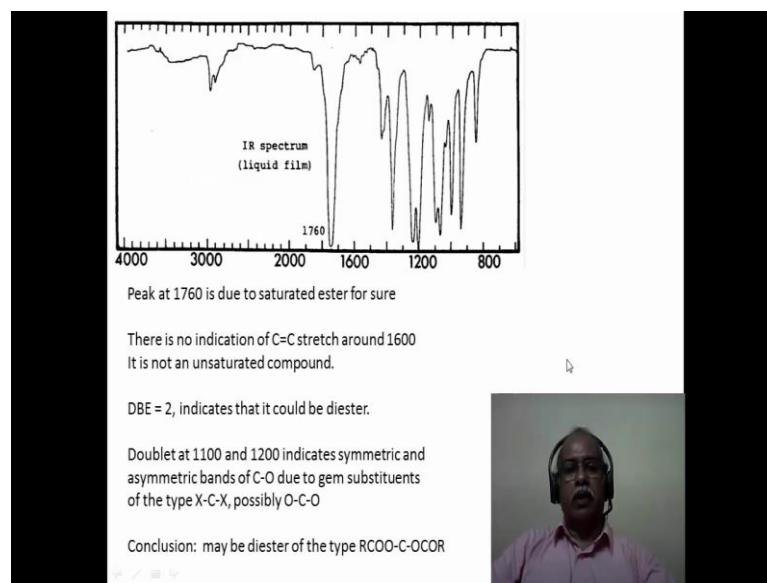 IR spectrum
(liquid film)
1760
4000 3000 2000 1600 1200 800
Peak at 1760 is due to saturated ester for sure
There is no indication of C=C stretch around 1600
It is not an unsaturated compound.
DBE = 2, indicates that it could be diester.
Doublet at 1100 and 1200 indicates symmetric and
asymmetric bands of C-O due to gem substituents
of the type X-C-X, possibly O-C-O
Conclusion:  may be diester of the type RCOO-C-OCOR